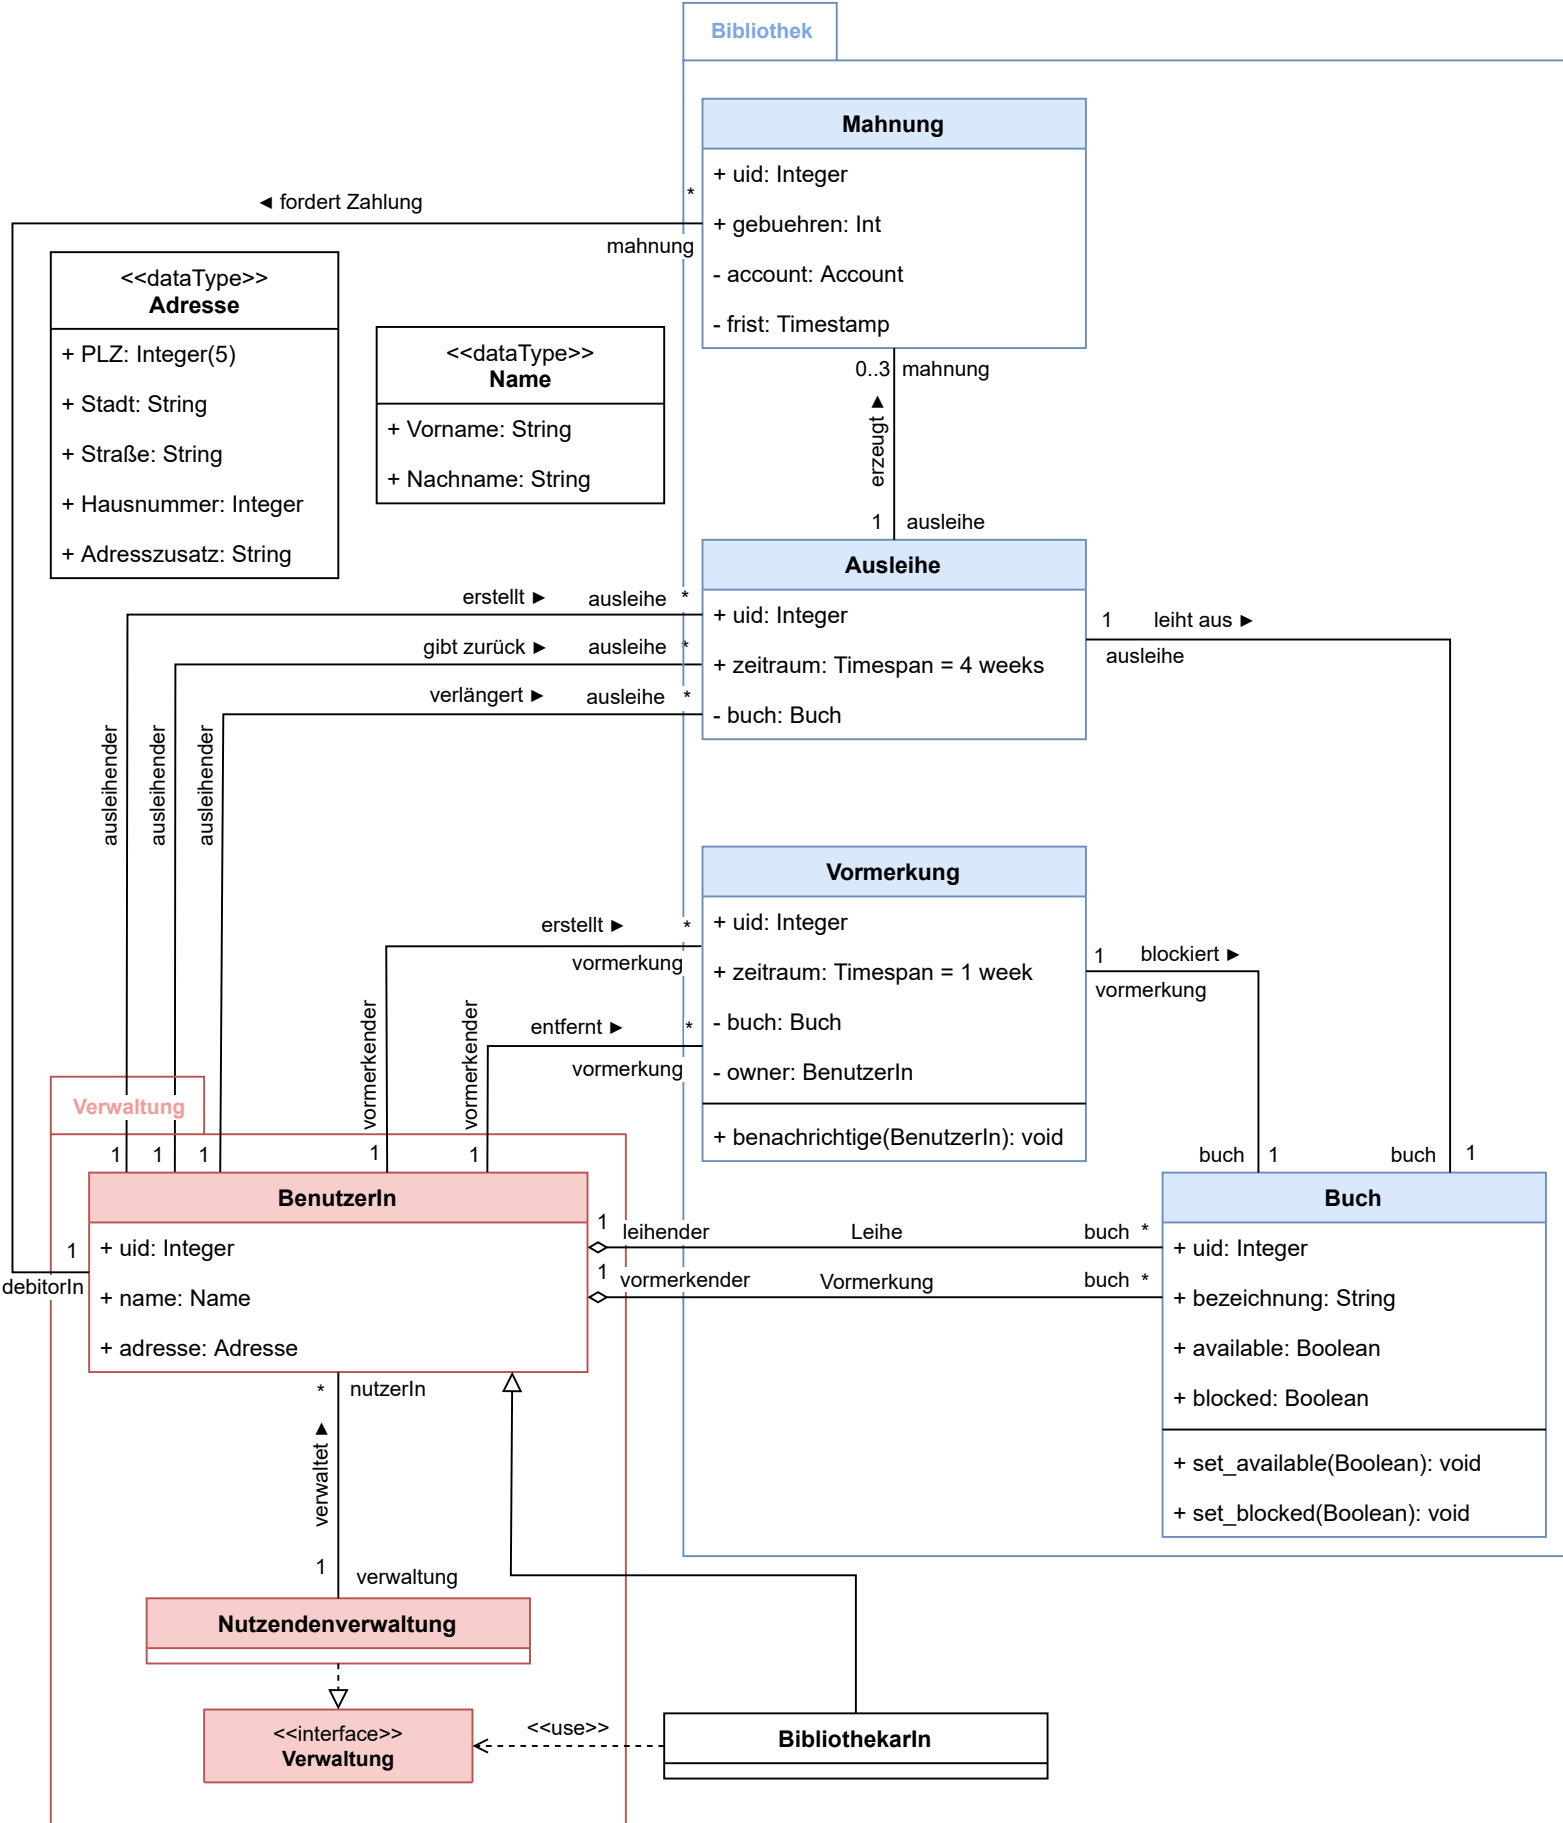 Bibliothek
Mahnung
+ uid: Integer
+ gebuehren: Int
- account: Account
- frist: Timestamp
◄ fordert Zahlung
*
mahnung
<<dataType>>
Adresse
+ PLZ: Integer(5)
+ Stadt: String
+ Straße: String
+ Hausnummer: Integer
+ Adresszusatz: String
<<dataType>>
Name
+ Vorname: String
+ Nachname: String
0..3 mahnung
erzeugt ►
1 ausleihe
Ausleihe
+ uid: Integer
+ zeitraum: Timespan = 4 weeks
- buch: Buch
erstellt ► ausleihe *
gibt zurück ► ausleihe *
verlängert ► ausleihe *
1 leiht aus ►
ausleihe
ausleihender
ausleihender
ausleihender
Vormerkung
+ uid: Integer
+ zeitraum: Timespan = 1 week
- buch: Buch
- owner: BenutzerIn
+ benachrichtige(BenutzerIn): void
erstellt ► *
vormerkung
entfernt ► *
vormerkung
1 blockiert ►
vormerkung
vormerkender
vormerkender
Verwaltung
1 1 1 1 1
buch 1 buch 1
BenutzerIn
+ uid: Integer
+ name: Name
+ adresse: Adresse
1
debitorIn
1 leihender Leihe buch *
1 vormerkender Vormerkung buch *
Buch
+ uid: Integer
+ bezeichnung: String
+ available: Boolean
+ blocked: Boolean
+ set_available(Boolean): void
+ set_blocked(Boolean): void
* nutzerIn
verwaltet ►
1 verwaltung
Nutzendenverwaltung
<<interface>>
Verwaltung
<<use>>
BibliothekarIn